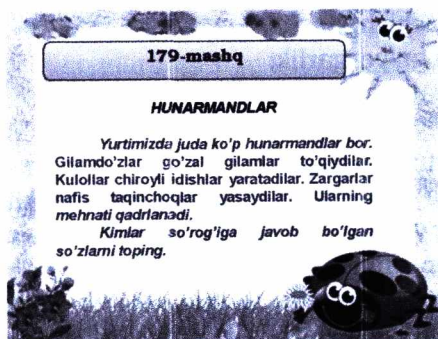 179-mashq
HUNARMANDLAR
Yurtimizda juda ko'p hunarmandlar bor.
Gilamdo'zlar go'zal gilamlar to'qiydilar.
Kulollar chiroyli idishlar yaratadilar. Zargarlar
nafis taqinchoqlar yasaydilar. Ularning
mehnati qadrlanadi.
Kimlar so'rog'iga javob bo'lgan
so'zlarni toping.